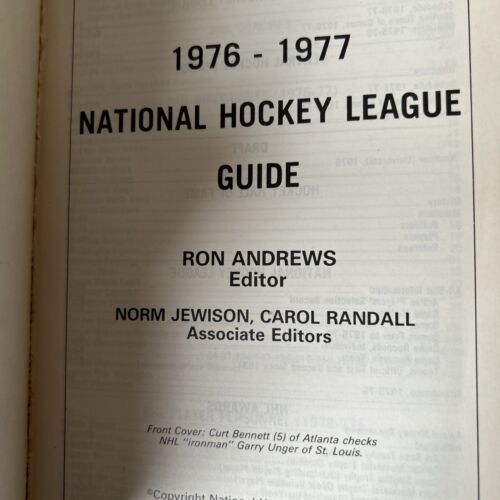 1976 - 1977
NATIONAL HOCKEY LEAGUE
GUIDE
RON ANDREWS
Editor
NORM JEWISON, CAROL RANDALL
Associate Editors
Front Cover: Curt Bennett (5) of Atlanta checks
NHL "ironman" Garry Unger of St. Louis.
©Copyright National